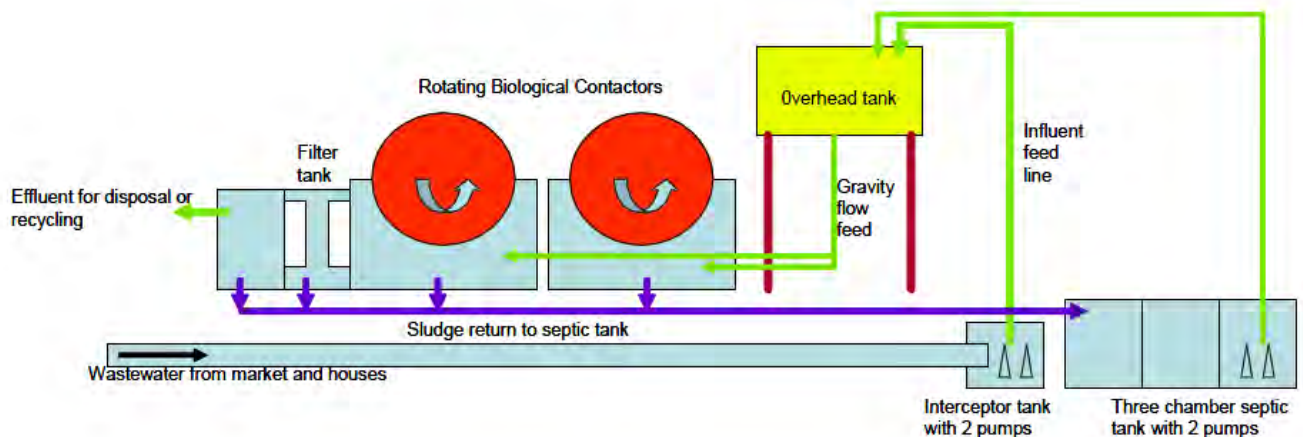 Rotating Biological Contactors
0verhead tank
Influent
feed
line
Filter
tank
Effluent for disposal or
recycling
Gravity
flow
feed
Sludge return to septic tank
Wastewater from market and houses
Interceptor tank
with 2 pumps
Three chamber septic
tank with 2 pumps